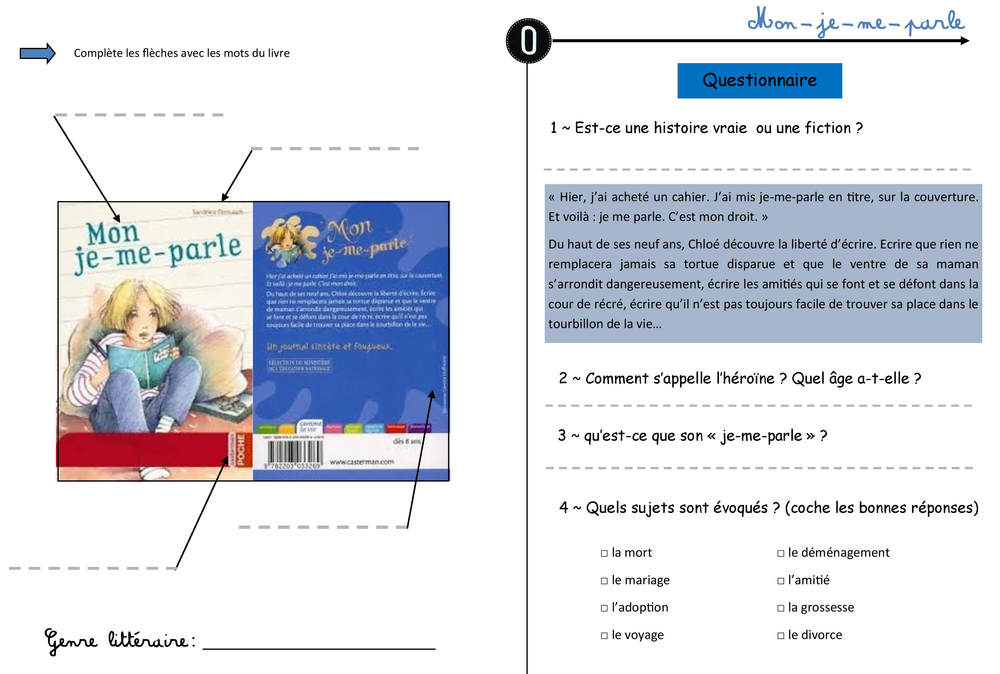 Complète les flèches avec les mots du livre
Sandrine Pernusch
Mon
je-me-parle
casterman
POCHE
Mon
je-me-parle
Hier j'ai acheté un cahier. J'ai mis je-me-parle en titre, sur la couverture.
Et voilà : je me parle. C'est mon droit.
Du haut de ses neuf ans, Chloé découvre la liberté d'écrire. Écrire
que rien ne remplacera jamais sa tortue disparue et que le ventre
de maman s'arrondit dangereusement, écrire les amitiés qui
se font et se défont dans la cour de récré, écrire qu'il n'est pas
toujours facile de trouver sa place dans le tourbillon de la vie...
Un journal sincère et fougueux.
SÉLECTION DU MINISTÈRE
DE L'ÉDUCATION NATIONALE
comme
la vie
dès 8 ans
9 782203 033269
www.casterman.com
Genre littéraire :
0
Mon-je-me-parle
Questionnaire
1 ~ Est-ce une histoire vraie ou une fiction ?
« Hier, j’ai acheté un cahier. J’ai mis je-me-parle en titre, sur la couverture.
Et voilà : je me parle. C’est mon droit. »
Du haut de ses neuf ans, Chloé découvre la liberté d’écrire. Ecrire que rien ne
remplacera jamais sa tortue disparue et que le ventre de sa maman
s’arrondit dangereusement, écrire les amitiés qui se font et se défont dans la
cour de récré, écrire qu’il n’est pas toujours facile de trouver sa place dans le
tourbillon de la vie…
2 ~ Comment s’appelle l’héroïne ? Quel âge a-t-elle ?
3 ~ qu’est-ce que son « je-me-parle » ?
4 ~ Quels sujets sont évoqués ? (coche les bonnes réponses)
□ la mort
□ le déménagement
□ le mariage
□ l’amitié
□ l’adoption
□ la grossesse
□ le voyage
□ le divorce